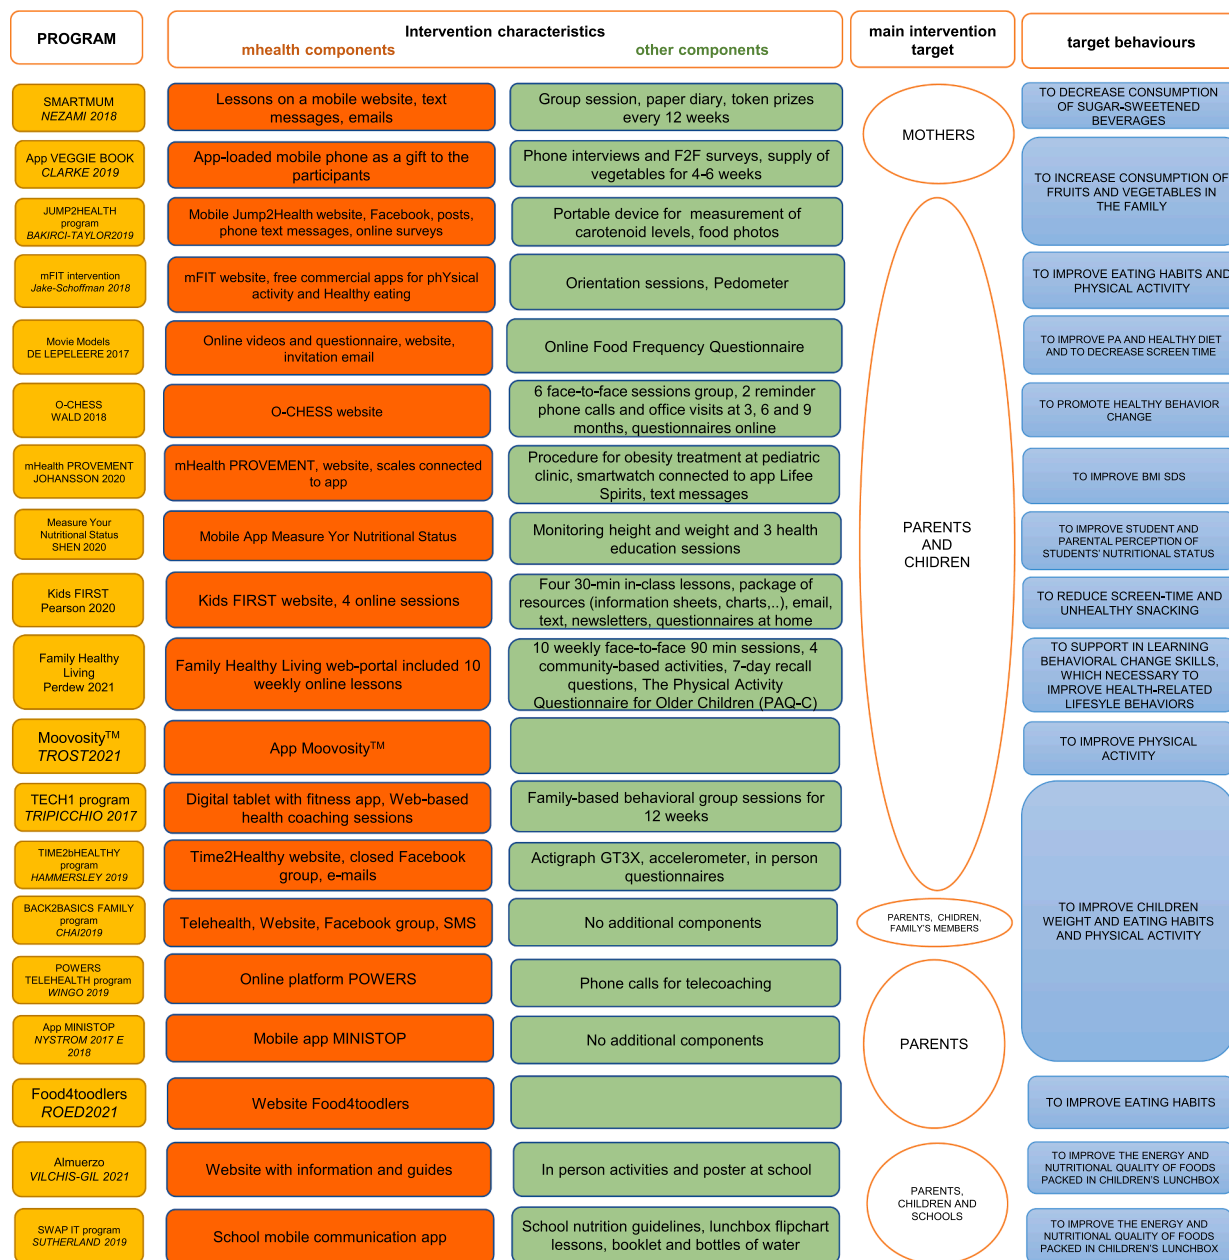 PROGRAM
Intervention characteristics
mhealth components
other components
main intervention
target
target behaviours
SMARTMUM
NEZAMI 2018
Lessons on a mobile website, text
messages, emails
Group session, paper diary, token prizes
every 12 weeks
MOTHERS
TO DECREASE CONSUMPTION
OF SUGAR-SWEETENED
BEVERAGES
App VEGGIE BOOK
CLARKE 2019
App-loaded mobile phone as a gift to the
participants
Phone interviews and F2F surveys, supply of
vegetables for 4-6 weeks
TO INCREASE CONSUMPTION OF
FRUITS AND VEGETABLES IN
THE FAMILY
JUMP2HEALTH
program
BAKIRCI-TAYLOR2019
Mobile Jump2Health website, Facebook, posts,
phone text messages, online surveys
Portable device for measurement of
carotenoid levels, food photos
mFIT intervention
Jake-Schoffman 2018
mFIT website, free commercial apps for phYsical
activity and Healthy eating
Orientation sessions, Pedometer
TO IMPROVE EATING HABITS AND
PHYSICAL ACTIVITY
Movie Models
DE LEPELEERE 2017
Online videos and questionnaire, website,
invitation email
Online Food Frequency Questionnaire
TO IMPROVE PA AND HEALTHY DIET
AND TO DECREASE SCREEN TIME
O-CHESS
WALD 2018
O-CHESS website
6 face-to-face sessions group, 2 reminder
phone calls and office visits at 3, 6 and 9
months, questionnaires online
TO PROMOTE HEALTHY BEHAVIOR
CHANGE
mHealth PROVEMENT
JOHANSSON 2020
mHealth PROVEMENT, website, scales connected
to app
Procedure for obesity treatment at pediatric
clinic, smartwatch connected to app Lifee
Spirits, text messages
TO IMPROVE BMI SDS
PARENTS
AND
CHIDREN
Measure Your
Nutritional Status
SHEN 2020
Mobile App Measure Yor Nutritional Status
Monitoring height and weight and 3 health
education sessions
TO IMPROVE STUDENT AND
PARENTAL PERCEPTION OF
STUDENTS' NUTRITIONAL STATUS
Kids FIRST
Pearson 2020
Kids FIRST website, 4 online sessions
Four 30-min in-class lessons, package of
resources (information sheets, charts,..), email,
text, newsletters, questionnaires at home
TO REDUCE SCREEN-TIME AND
UNHEALTHY SNACKING
Family Healthy
Living
Perdew 2021
Family Healthy Living web-portal included 10
weekly online lessons
10 weekly face-to-face 90 min sessions, 4
community-based activities, 7-day recall
questions, The Physical Activity
Questionnaire for Older Children (PAQ-C)
TO SUPPORT IN LEARNING
BEHAVIORAL CHANGE SKILLS,
WHICH NECESSARY TO
IMPROVE HEALTH-RELATED
LIFESYLE BEHAVIORS
Moovosity™
TROST2021
App Moovosity™
TO IMPROVE PHYSICAL
ACTIVITY
TECH1 program
TRIPICCHIO 2017
Digital tablet with fitness app, Web-based
health coaching sessions
Family-based behavioral group sessions for
12 weeks
TIME2bHEALTHY
program
HAMMERSLEY 2019
Time2Healthy website, closed Facebook
group, e-mails
Actigraph GT3X, accelerometer, in person
questionnaires
BACK2BASICS FAMILY
program
CHAI2019
Telehealth, Website, Facebook group, SMS
No additional components
PARENTS, CHIDREN,
FAMILY'S MEMBERS
TO IMPROVE CHILDREN
WEIGHT AND EATING HABITS
AND PHYSICAL ACTIVITY
POWERS
TELEHEALTH program
WINGO 2019
Online platform POWERS
Phone calls for telecoaching
App MINISTOP
NYSTROM 2017 E
2018
Mobile app MINISTOP
No additional components
PARENTS
Food4toodlers
ROED2021
Website Food4toodlers
TO IMPROVE EATING HABITS
Almuerzo
VILCHIS-GIL 2021
Website with information and guides
In person activities and poster at school
PARENTS,
CHILDREN AND
SCHOOLS
TO IMPROVE THE ENERGY AND
NUTRITIONAL QUALITY OF FOODS
PACKED IN CHILDREN'S LUNCHBOX
SWAP IT program
SUTHERLAND 2019
School mobile communication app
School nutrition guidelines, lunchbox flipchart
lessons, booklet and bottles of water
TO IMPROVE THE ENERGY AND
NUTRITIONAL QUALITY OF FOODS
PACKED IN CHILDREN'S LUNCHBOX